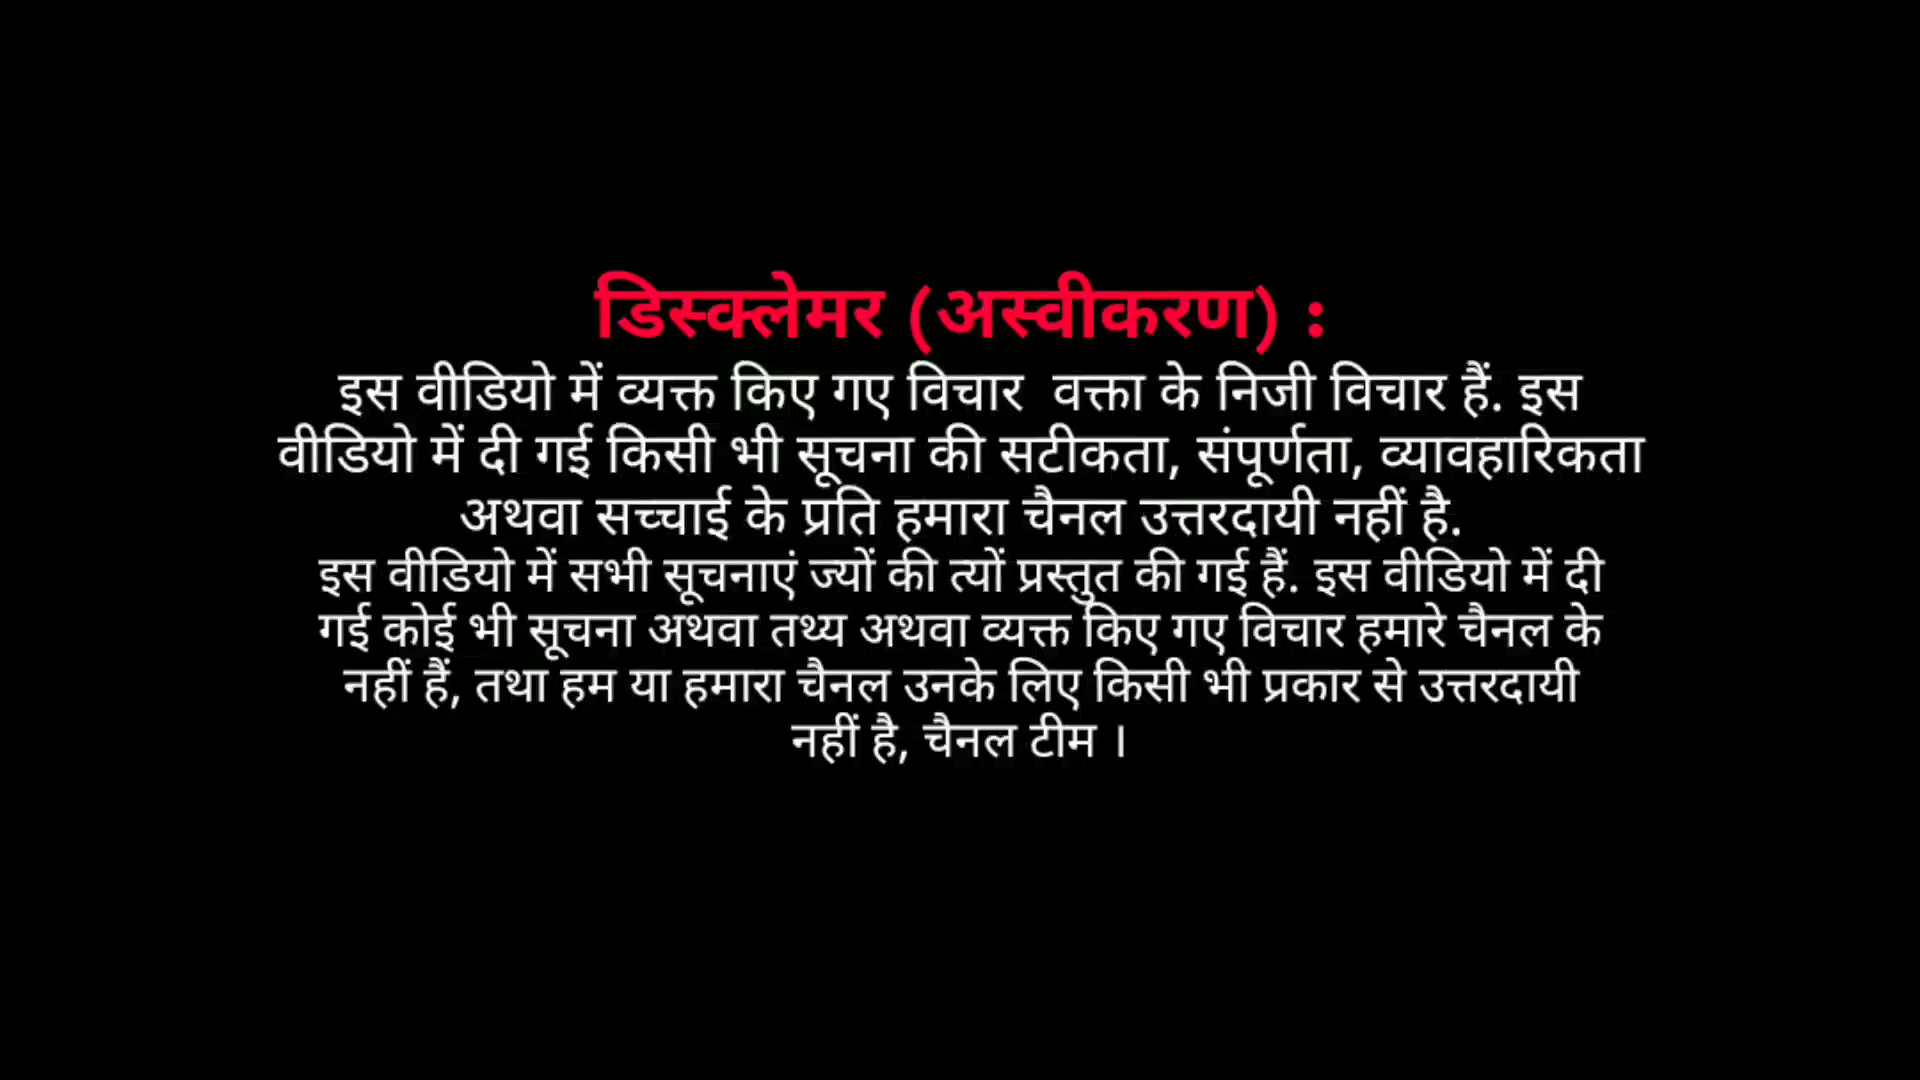 डिस्क्लेमर (अस्वीकरण) :
इस वीडियो में व्यक्त किए गए विचार  वक्ता के निजी विचार हैं. इस
वीडियो में दी गई किसी भी सूचना की सटीकता, संपूर्णता, व्यावहारिकता
अथवा सच्चाई के प्रति हमारा चैनल उत्तरदायी नहीं है.
इस वीडियो में सभी सूचनाएं ज्यों की त्यों प्रस्तुत की गई हैं. इस वीडियो में दी
गई कोई भी सूचना अथवा तथ्य अथवा व्यक्त किए गए विचार हमारे चैनल के
नहीं हैं, तथा हम या हमारा चैनल उनके लिए किसी भी प्रकार से उत्तरदायी
नहीं है, चैनल टीम ।